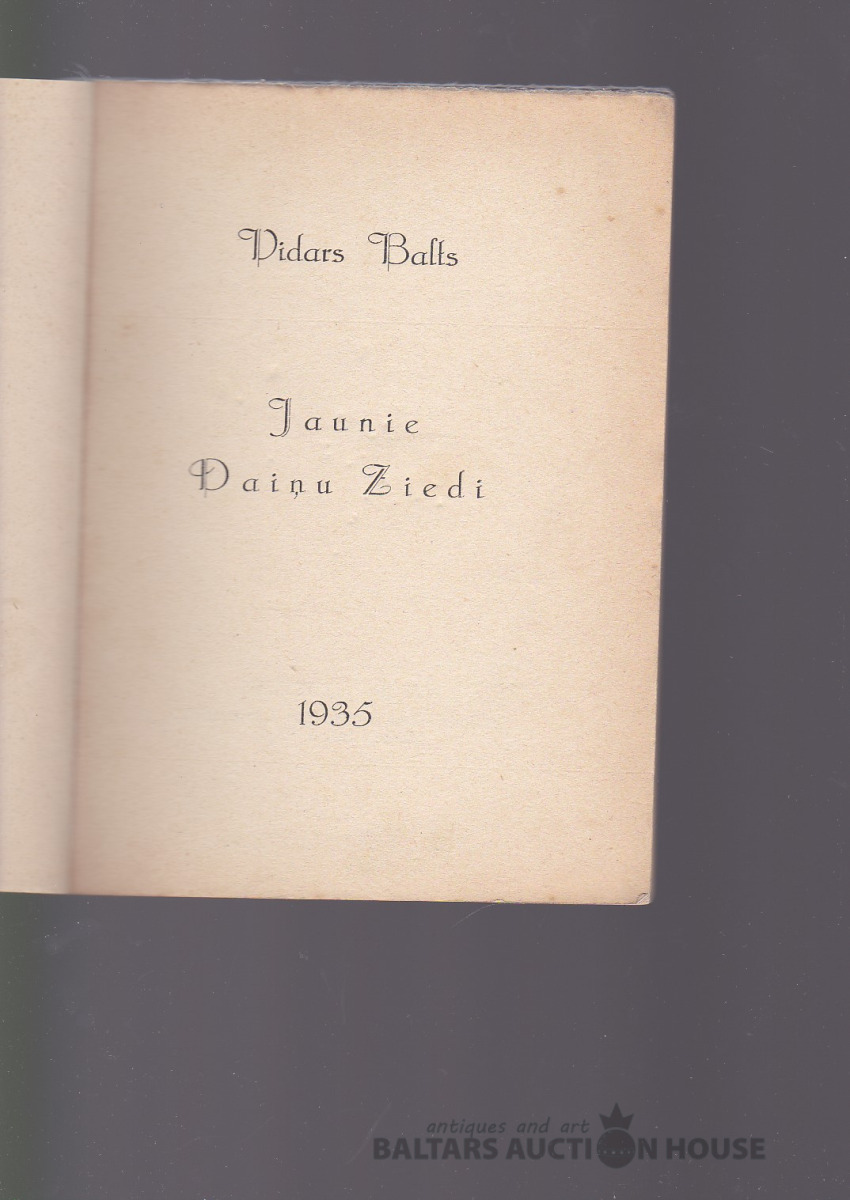 Vidars Balts
Jaunie
Daiņu Ziedi
1935
antiques and art
BALTARS AUCTION HOUSE